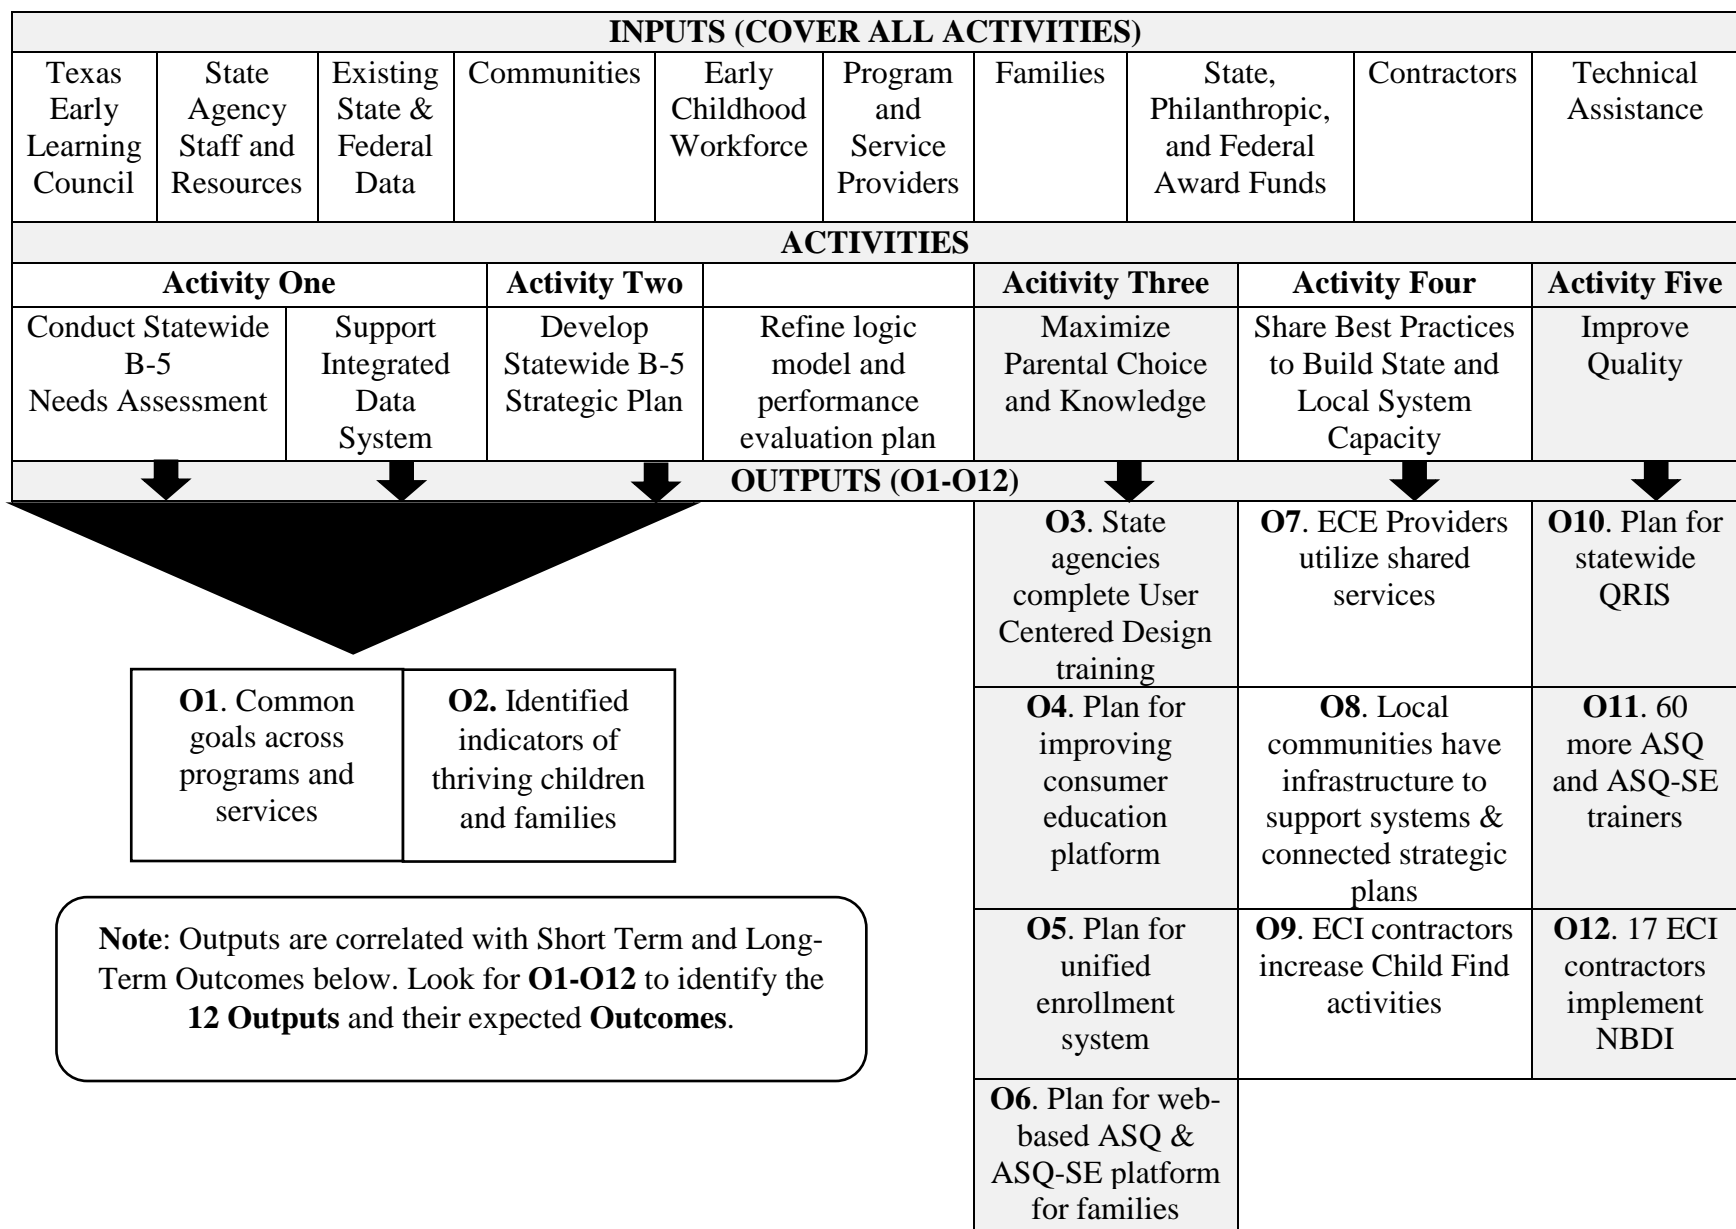 INPUTS (COVER ALL ACTIVITIES)
Texas
Early
Learning
Council
State
Agency
Staff and
Resources
Existing
State &
Federal
Data
Communities
Early
Childhood
Workforce
Program
and
Service
Providers
Families
State,
Philanthropic,
and Federal
Award Funds
Contractors
Technical
Assistance
ACTIVITIES
Activity One
Activity Two
Acitivity Three
Activity Four
Activity Five
Conduct Statewide
B-5
Needs Assessment
Support
Integrated
Data
System
Develop
Statewide B-5
Strategic Plan
Refine logic
model and
performance
evaluation plan
Maximize
Parental Choice
and Knowledge
Share Best Practices
to Build State and
Local System
Capacity
Improve
Quality
OUTPUTS (O1-O12)
O1. Common
goals across
programs and
services
O2. Identified
indicators of
thriving children
and families
Note: Outputs are correlated with Short Term and Long-
Term Outcomes below. Look for O1-O12 to identify the
12 Outputs and their expected Outcomes.
O3. State
agencies
complete User
Centered Design
training
O7. ECE Providers
utilize shared
services
O10. Plan for
statewide
QRIS
O4. Plan for
improving
consumer
education
platform
O8. Local
communities have
infrastructure to
support systems &
connected strategic
plans
O11. 60
more ASQ
and ASQ-SE
trainers
O5. Plan for
unified
enrollment
system
O9. ECI contractors
increase Child Find
activities
O12. 17 ECI
contractors
implement
NBDI
O6. Plan for web-
based ASQ &
ASQ-SE platform
for families